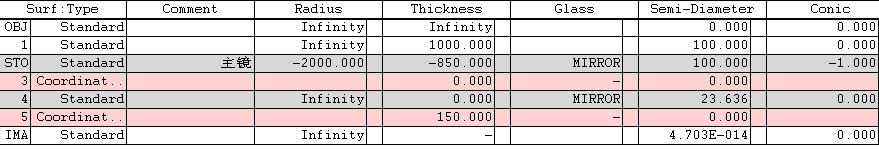 Surf:Type Comment Radius Thickness Glass Semi-Diameter Conic
OBJ Standard Infinity Infinity 0.000 0.000
1 Standard Infinity 1000.000 100.000 0.000
STO Standard 主镜 -2000.000 -850.000 MIRROR 100.000 -1.000
3 Coordinat.. 0.000 - 0.000
4 Standard Infinity 0.000 MIRROR 23.636 0.000
5 Coordinat.. 150.000 - 0.000
IMA Standard Infinity - 4.703E-014 0.000